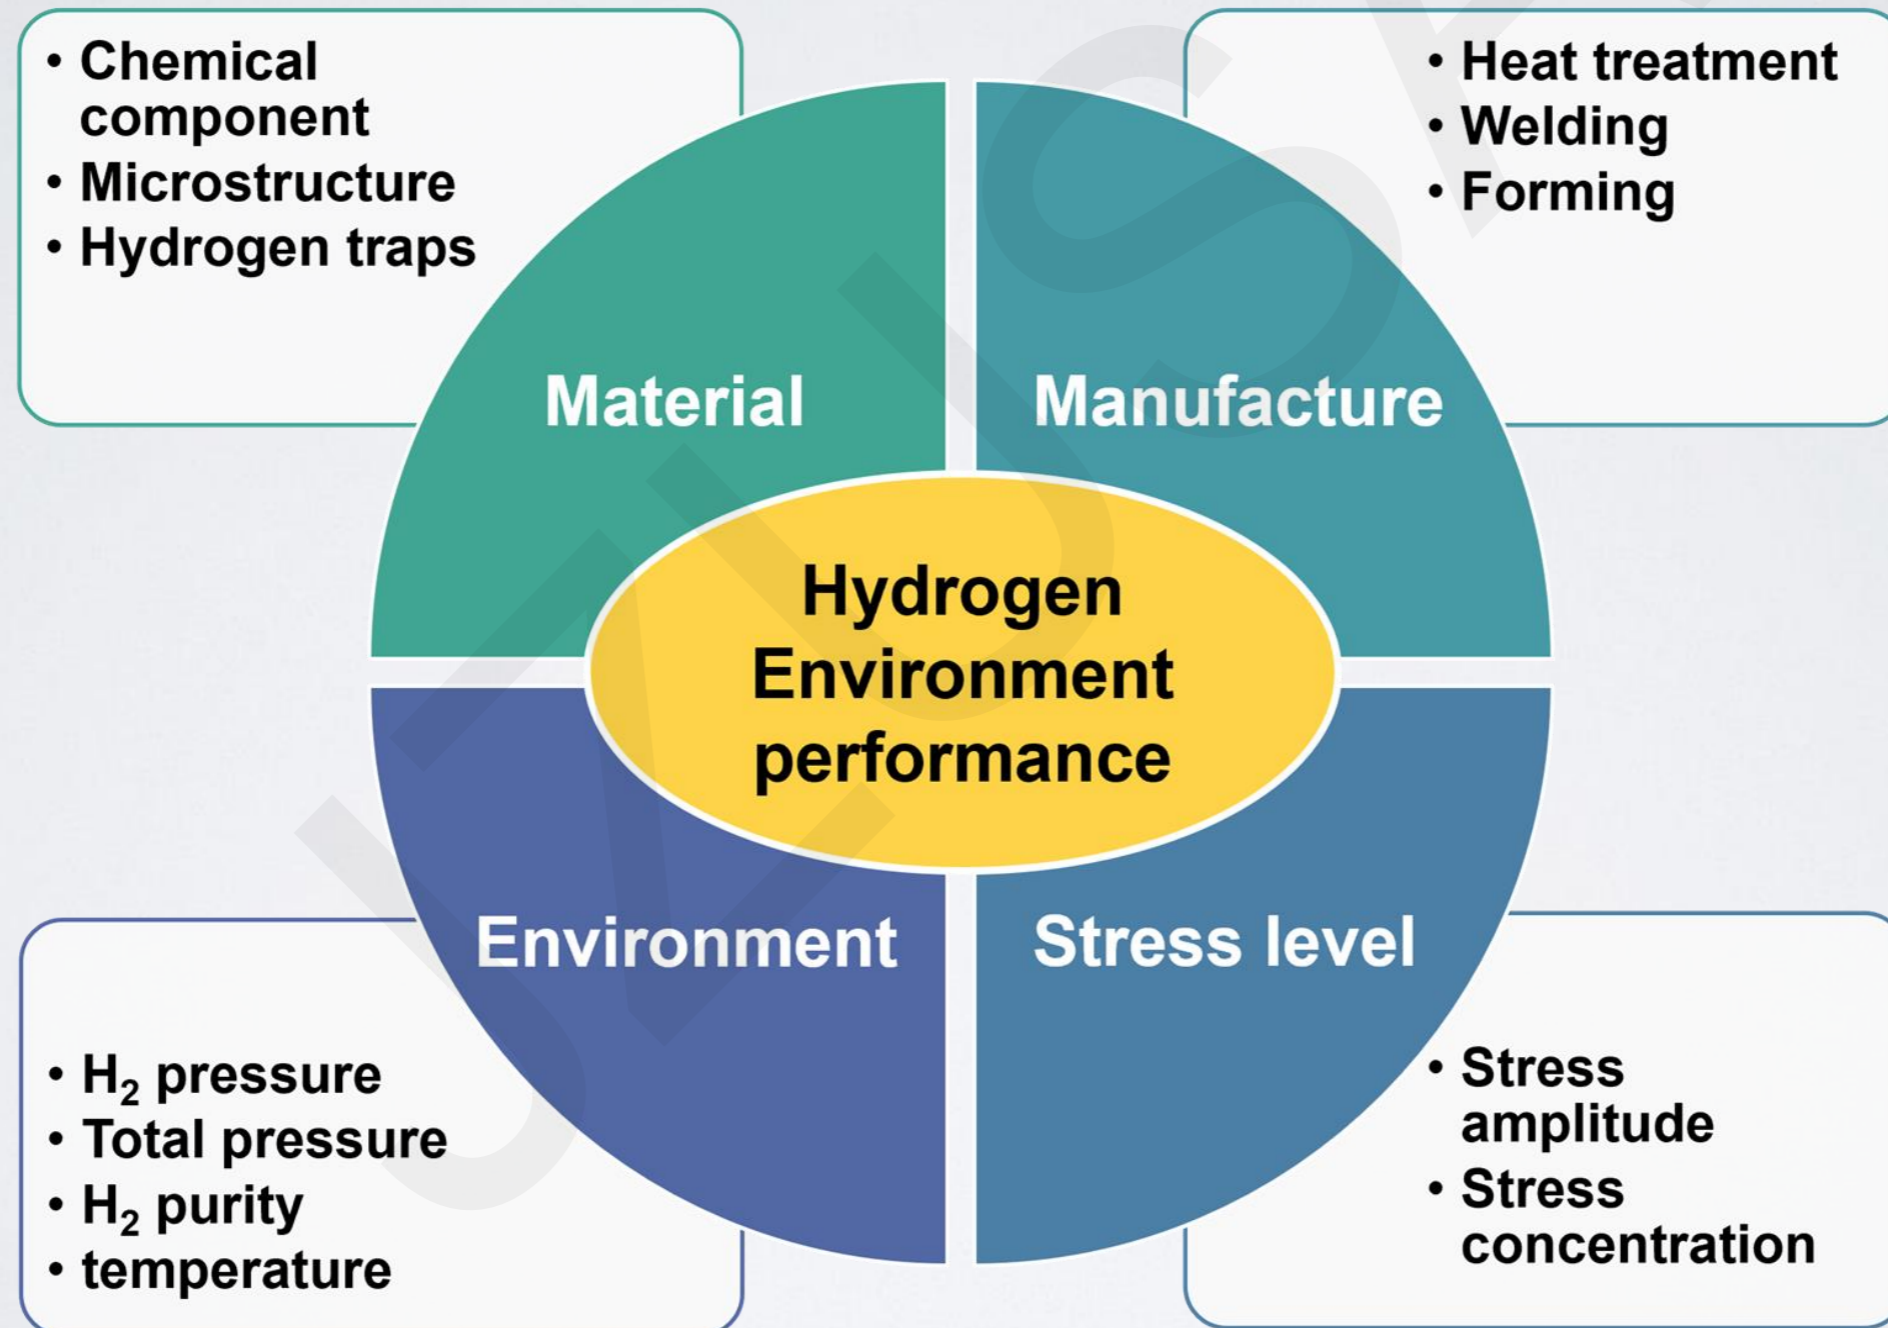 • Chemical
component
• Microstructure
• Hydrogen traps
• Heat treatment
• Welding
• Forming
Material
Manufacture
Hydrogen
Environment
performance
Environment
Stress level
• H₂ pressure
• Total pressure
• H₂ purity
• temperature
• Stress
amplitude
• Stress
concentration